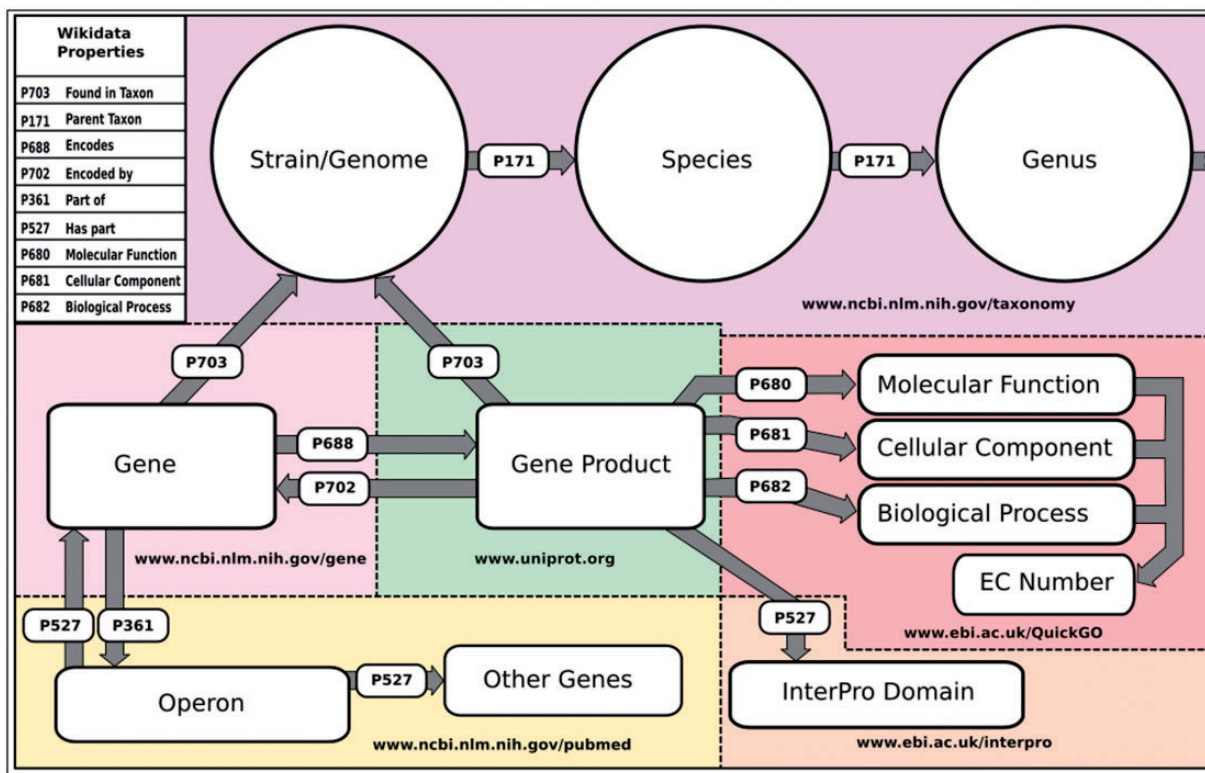 Wikidata
Properties
P703 Found in Taxon
P171 Parent Taxon
P688 Encodes
P702 Encoded by
P361 Part of
P527 Has part
P680 Molecular Function
P681 Cellular Component
P682 Biological Process
Strain/Genome
P171
Species
P171
Genus
www.ncbi.nlm.nih.gov/taxonomy
P703
P703
Gene
P688
P702
Gene Product
www.ncbi.nlm.nih.gov/gene
www.uniprot.org
P680
P681
P682
Molecular Function
Cellular Component
Biological Process
EC Number
www.ebi.ac.uk/QuickGO
P527
P361
P527
Operon
P527
Other Genes
www.ncbi.nlm.nih.gov/pubmed
InterPro Domain
www.ebi.ac.uk/interpro